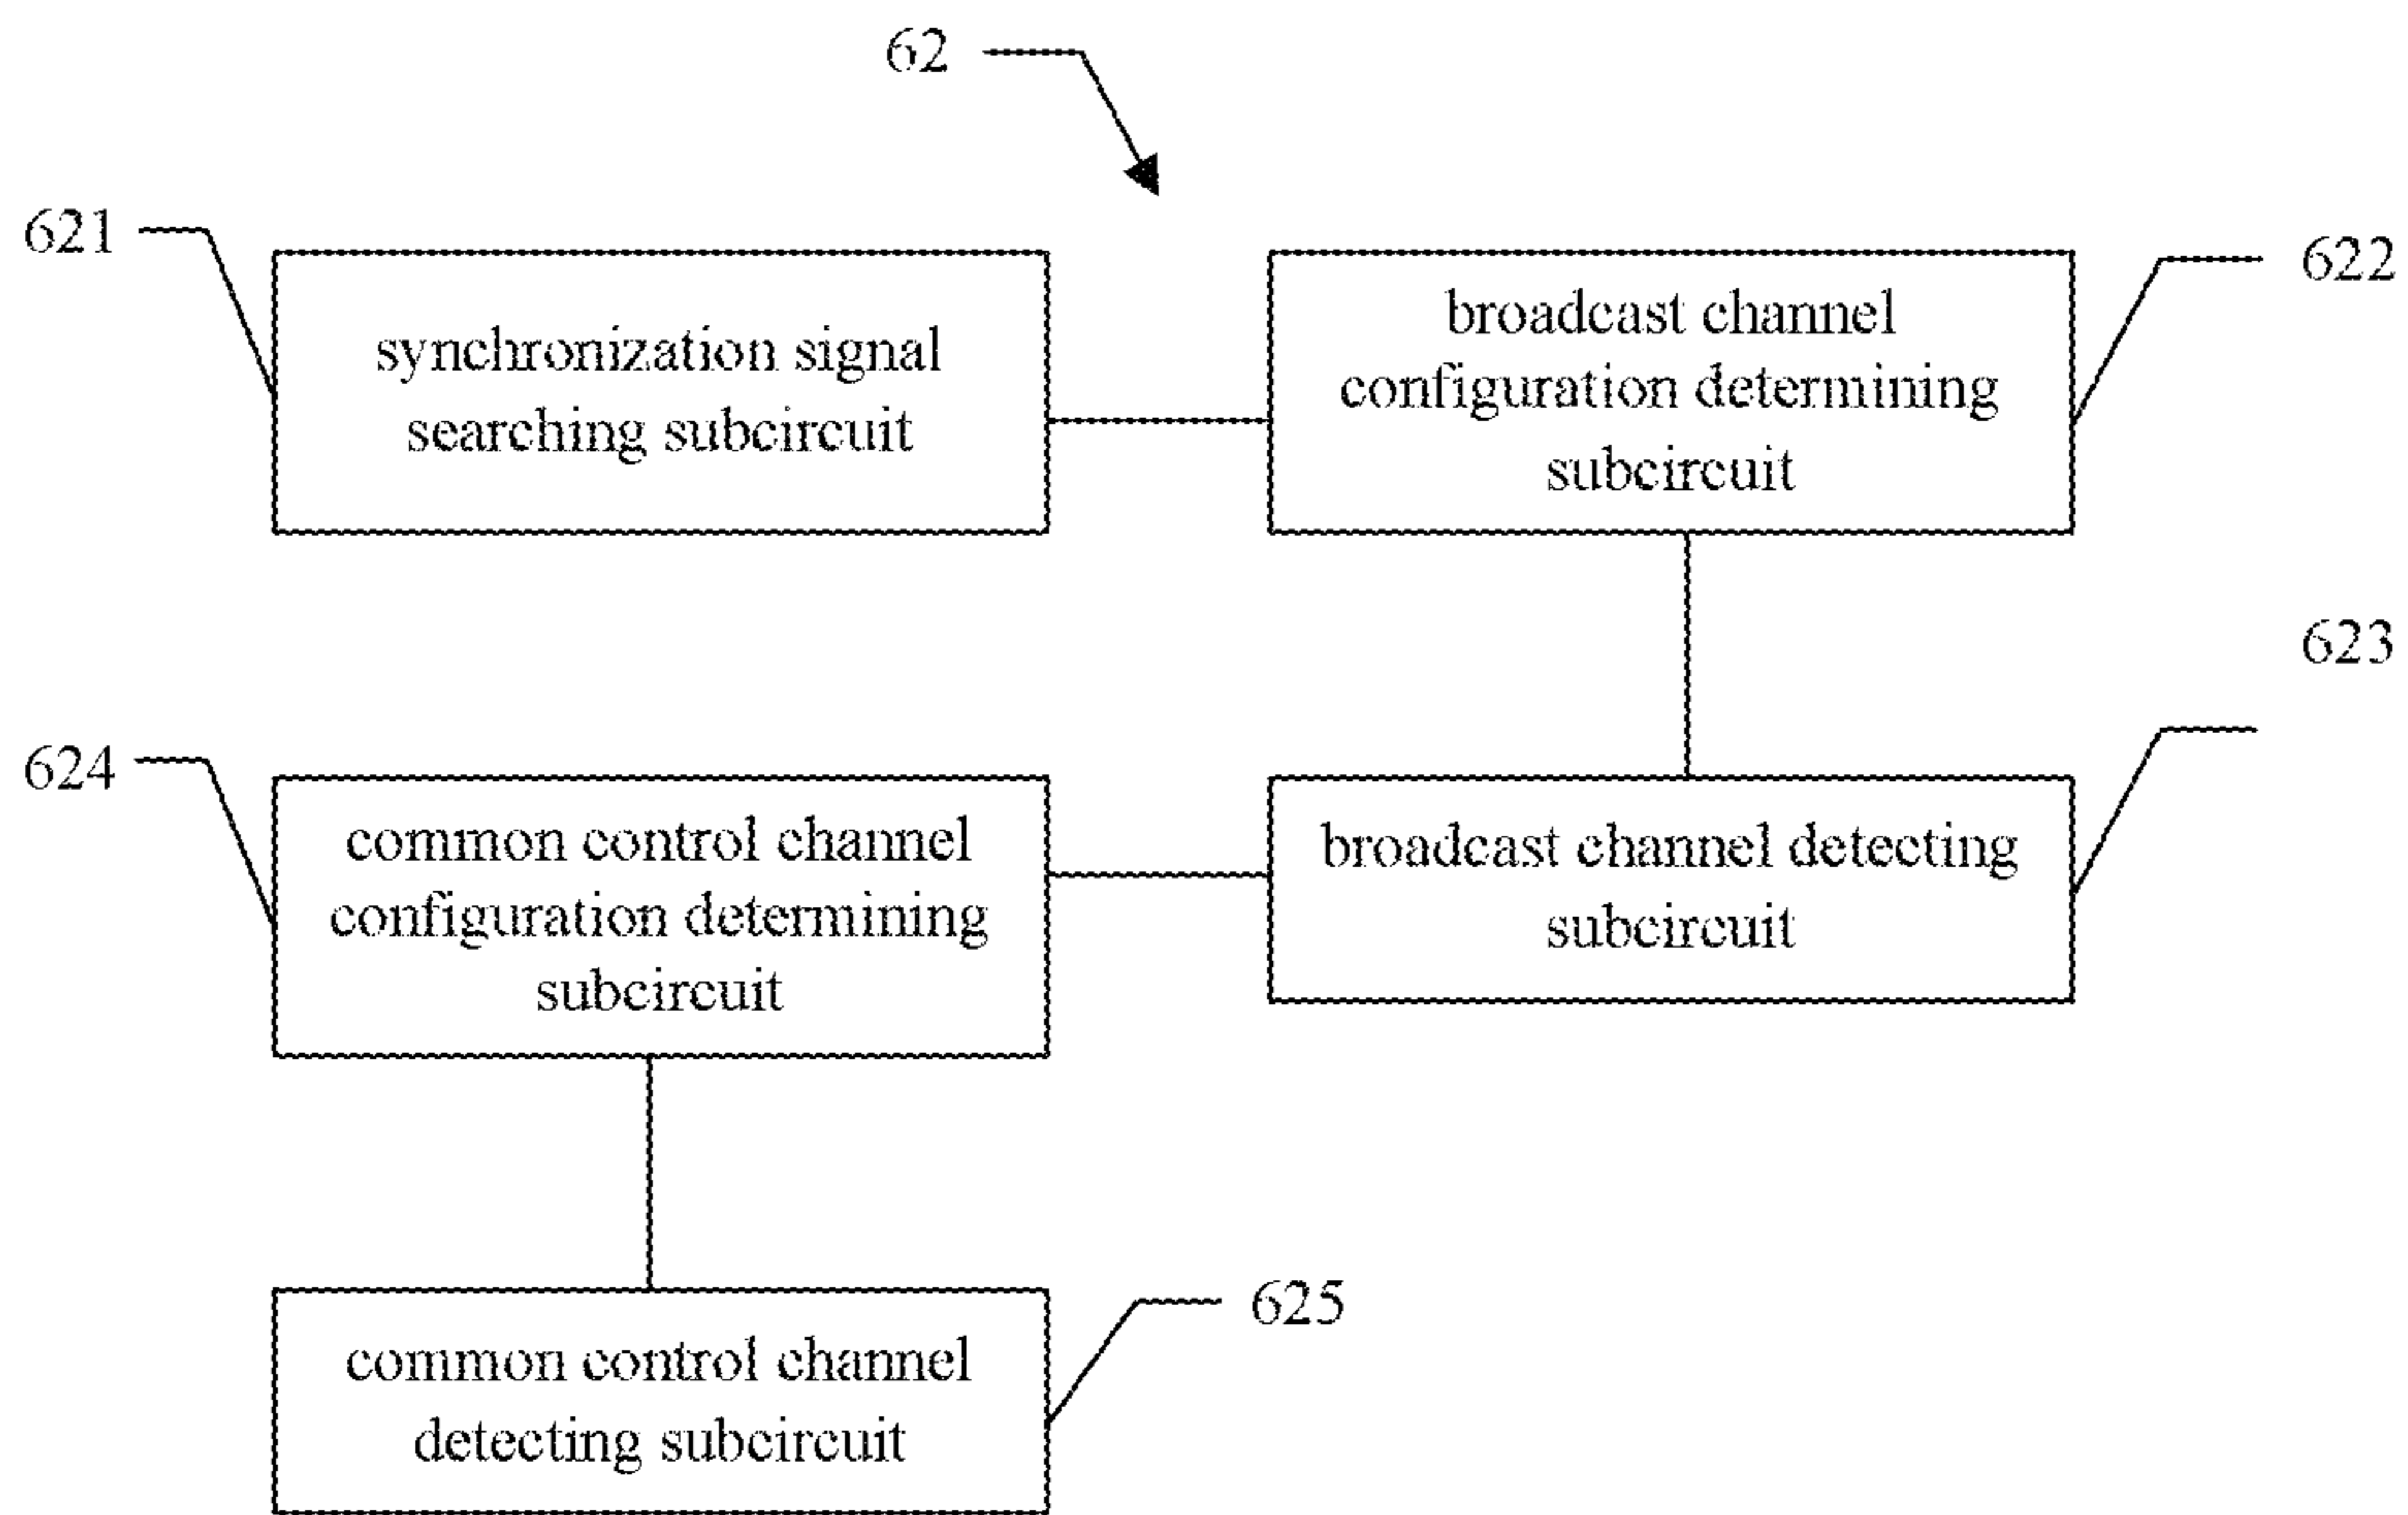 62
621
synchronization signal
searching subcircuit
broadcast channel
configuration determining
subcircuit
622
623
624
common control channel
configuration determining
subcircuit
broadcast channel detecting
subcircuit
common control channel
detecting subcircuit
625